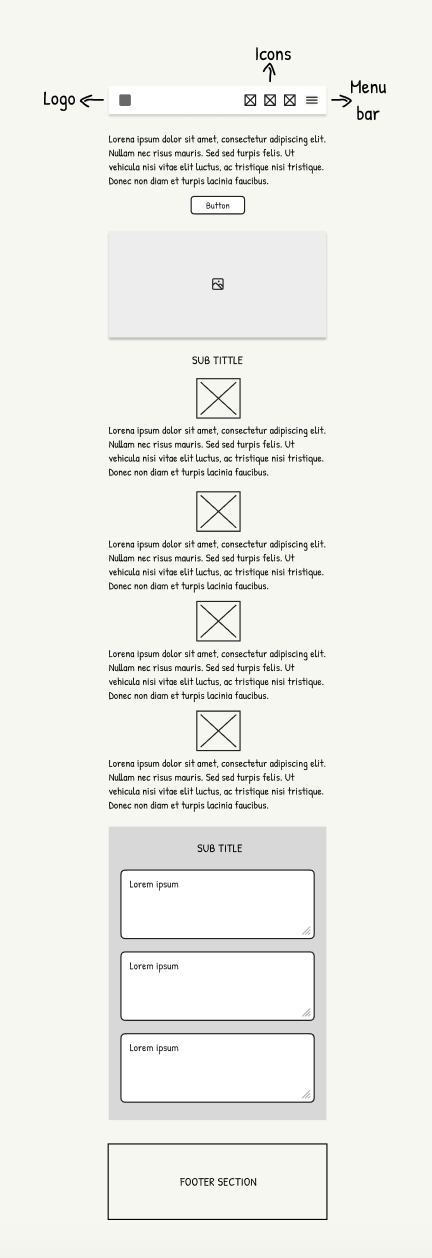 Icons
Logo
Menu
bar
Lorena ipsum dolor sit amet, consectetur adipiscing elit.
Nullam nec risus mauris. Sed sed turpis felis. Ut
vehicula nisi vitae elit luctus, ac tristique nisi tristique.
Donec non diam et turpis lacinia faucibus.
Button
SUB TITTLE
Lorena ipsum dolor sit amet, consectetur adipiscing elit.
Nullam nec risus mauris. Sed sed turpis felis. Ut
vehicula nisi vitae elit luctus, ac tristique nisi tristique.
Donec non diam et turpis lacinia faucibus.
Lorena ipsum dolor sit amet, consectetur adipiscing elit.
Nullam nec risus mauris. Sed sed turpis felis. Ut
vehicula nisi vitae elit luctus, ac tristique nisi tristique.
Donec non diam et turpis lacinia faucibus.
Lorena ipsum dolor sit amet, consectetur adipiscing elit.
Nullam nec risus mauris. Sed sed turpis felis. Ut
vehicula nisi vitae elit luctus, ac tristique nisi tristique.
Donec non diam et turpis lacinia faucibus.
Lorena ipsum dolor sit amet, consectetur adipiscing elit.
Nullam nec risus mauris. Sed sed turpis felis. Ut
vehicula nisi vitae elit luctus, ac tristique nisi tristique.
Donec non diam et turpis lacinia faucibus.
SUB TITLE
Lorem ipsum
Lorem ipsum
Lorem ipsum
FOOTER SECTION